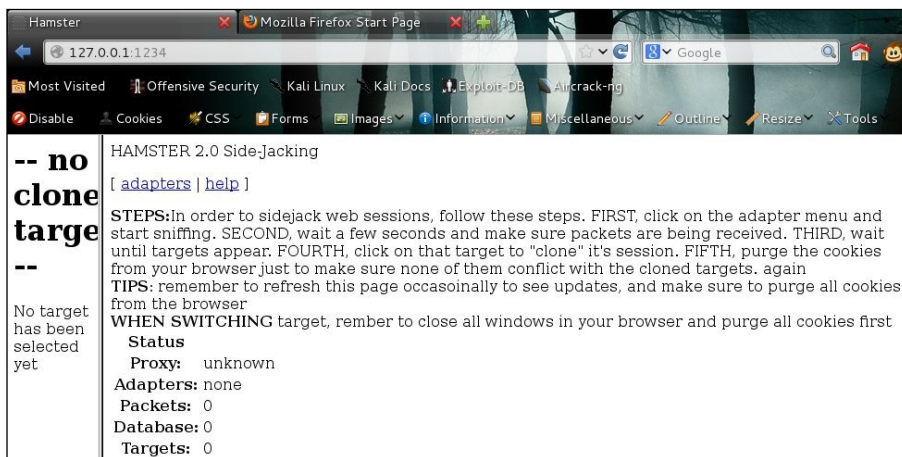 Hamster
Mozilla Firefox Start Page
127.0.0.1:1234
Google
Most Visited
Offensive Security
Kali Linux
Kali Docs
Exploit-DB
Aircrack-ng
Disable
Cookies
CSS
Forms
Images
Information
Miscellaneous
Outline
Resize
Tools
-- no
clone
targe
--
No target
has been
selected
yet
HAMSTER 2.0 Side-Jacking
[ adapters | help ]
STEPS:In order to sidejack web sessions, follow these steps. FIRST, click on the adapter menu and
start sniffing. SECOND, wait a few seconds and make sure packets are being received. THIRD, wait
until targets appear. FOURTH, click on that target to "clone" it's session. FIFTH, purge the cookies
from your browser just to make sure none of them conflict with the cloned targets. again
TIPS: remember to refresh this page occasoinally to see updates, and make sure to purge all cookies
from the browser
WHEN SWITCHING target, rember to close all windows in your browser and purge all cookies first
Status
Proxy: unknown
Adapters: none
Packets: 0
Database: 0
Targets: 0